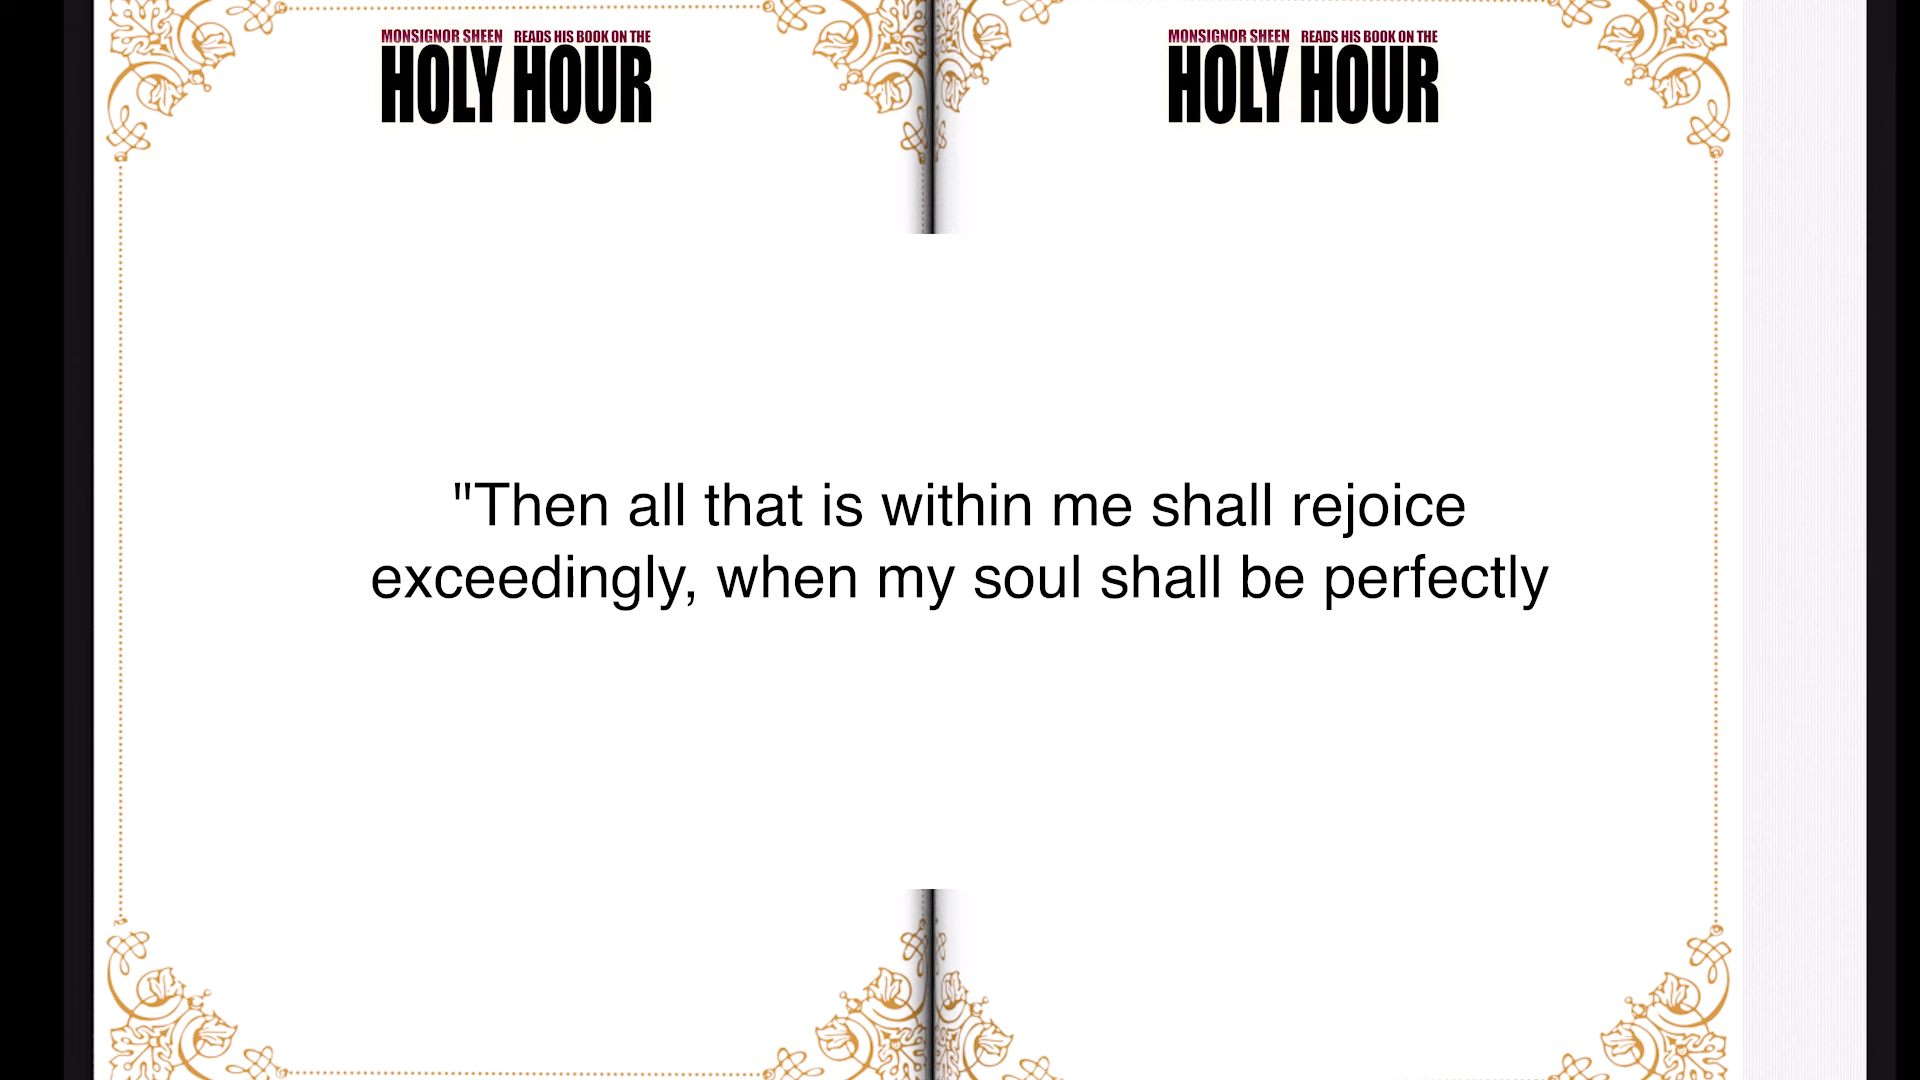 MONSIGNOR SHEEN READS HIS BOOK ON THE
HOLY HOUR
MONSIGNOR SHEEN READS HIS BOOK ON THE
HOLY HOUR
"Then all that is within me shall rejoice
exceedingly, when my soul shall be perfectly